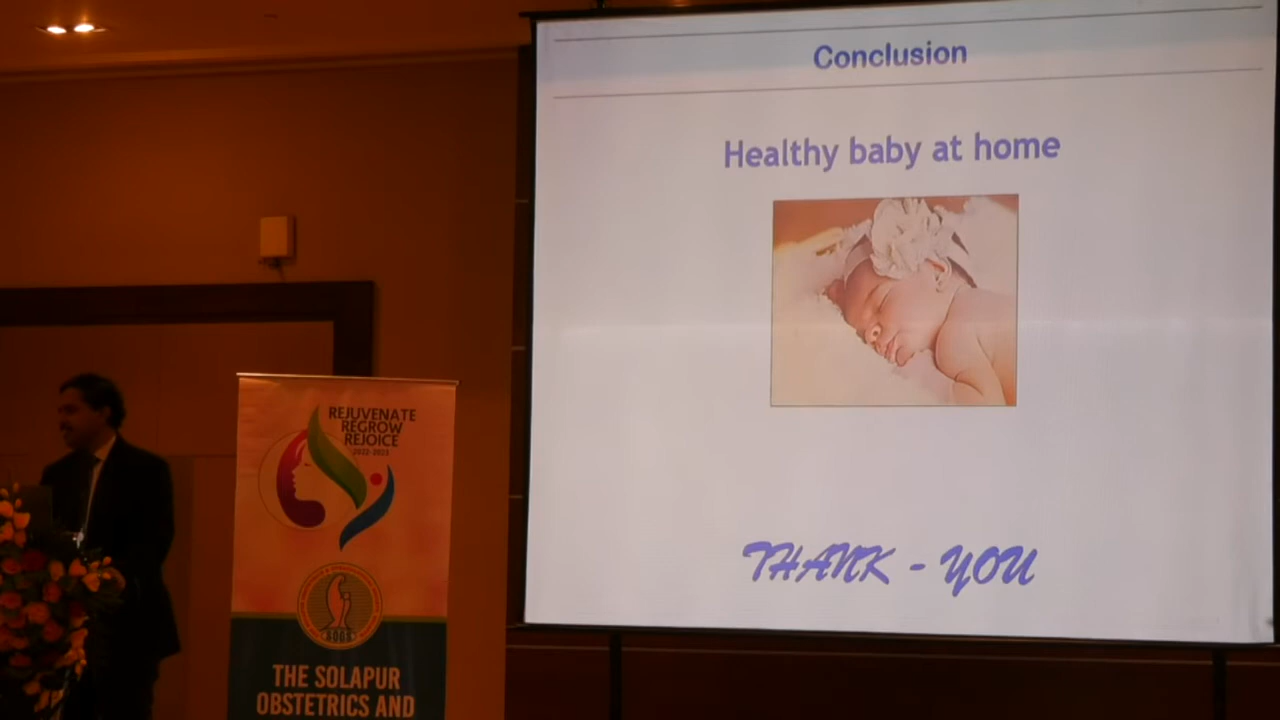 Conclusion
Healthy baby at home
THANK - YOU
REJUVENATE
REGROW
REJOICE
2022-2023
SOGS
THE SOLAPUR
OBSTETRICS AND